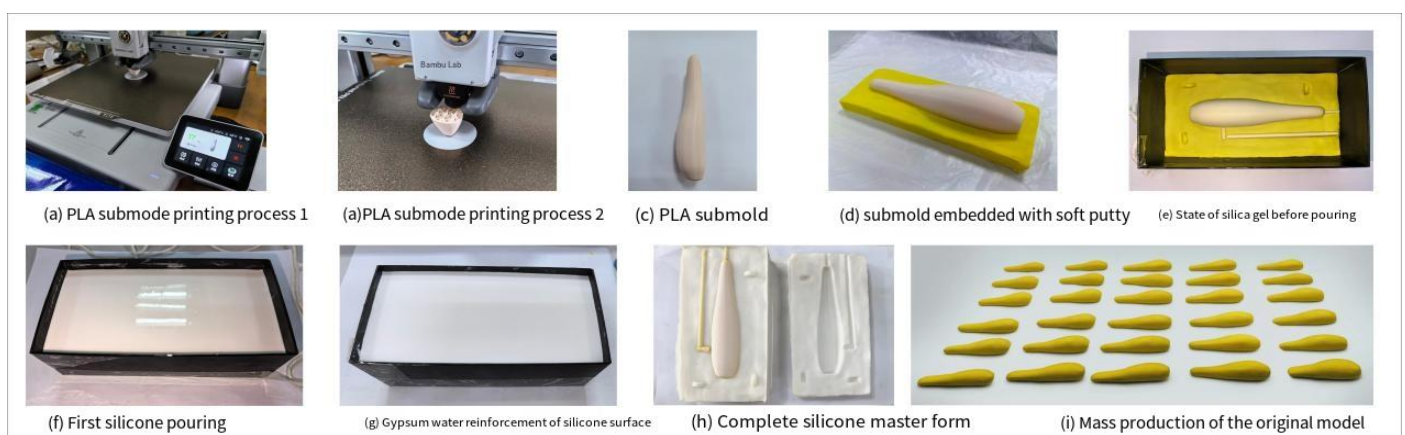 Bambu Lab
(a) PLA submode printing process 1
(a)PLA submode printing process 2
(c) PLA submold
(d) submold embedded with soft putty
(e) State of silica gel before pouring
(f) First silicone pouring
(g) Gypsum water reinforcement of silicone surface
(h) Complete silicone master form
(i) Mass production of the original model